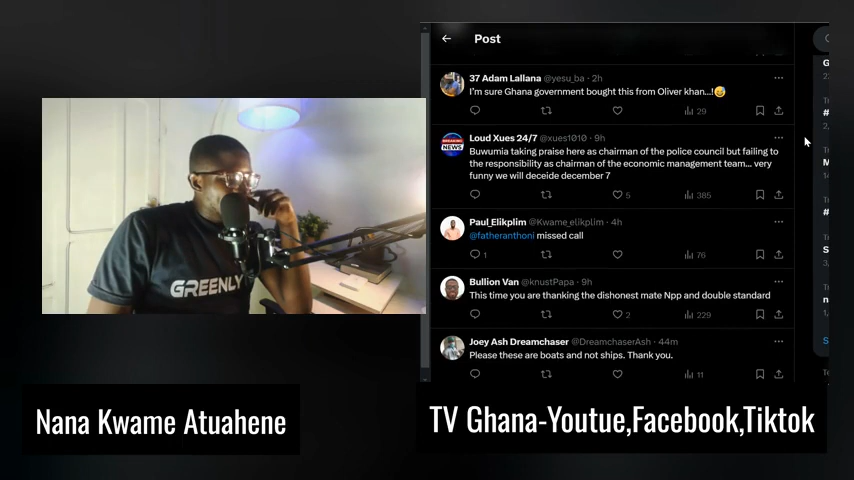 Post
37 Adam Lallana @yesu_ba · 2h
I'm sure Ghana government bought this from Oliver khan...!🤣
29
Loud Xues 24/7 @xues1010 · 9h
Buwumia taking praise here as chairman of the police council but failing to
the responsibility as chairman of the economic management team... very
funny we will deceide december 7
5 385
Paul_Elikplim @Kwame_elikplim · 4h
@fatheranthoni missed call
1 76
Bullion Van @knustPapa · 9h
This time you are thanking the dishonest mate Npp and double standard
2 229
Joey Ash Dreamchaser @DreamchaserAsh · 44m
Please these are boats and not ships. Thank you.
11
BREAKING
NEWS
GREENLY
Nana Kwame Atuahene
TV Ghana-Youtue,Facebook,Tiktok